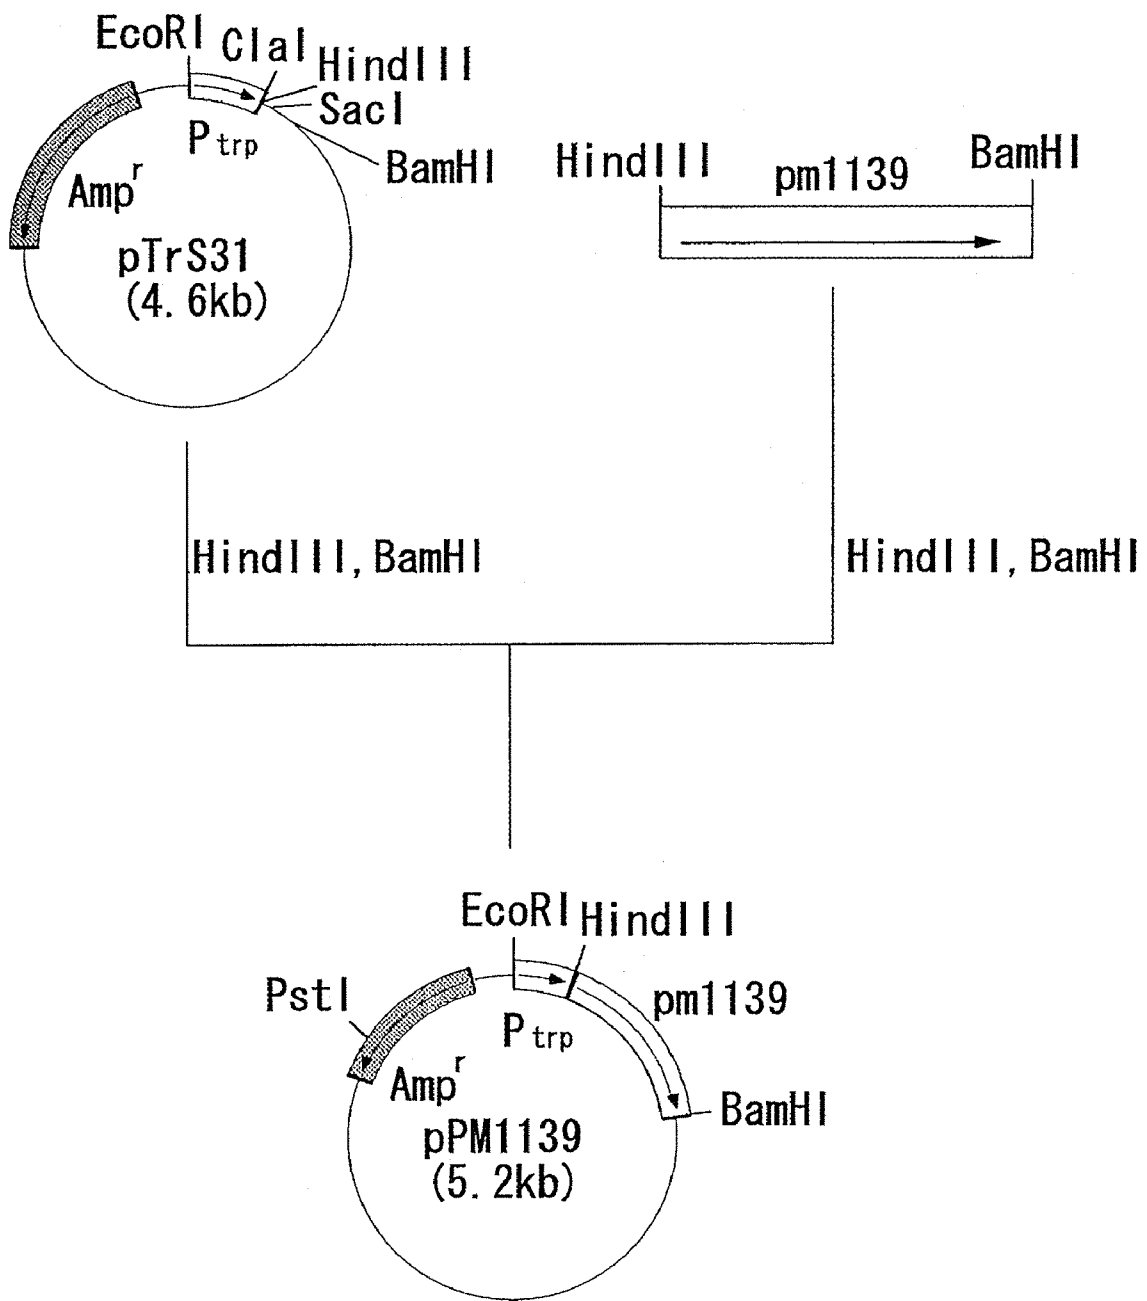 EcoRI
ClaI
HindIII
SacI
BamHI
Ptrp
Ampr
pTrS31
(4.6kb)
HindIII
pm1139
BamHI
HindIII, BamHI
HindIII, BamHI
EcoRI
HindIII
PstI
pm1139
Ptrp
Ampr
BamHI
pPM1139
(5.2kb)